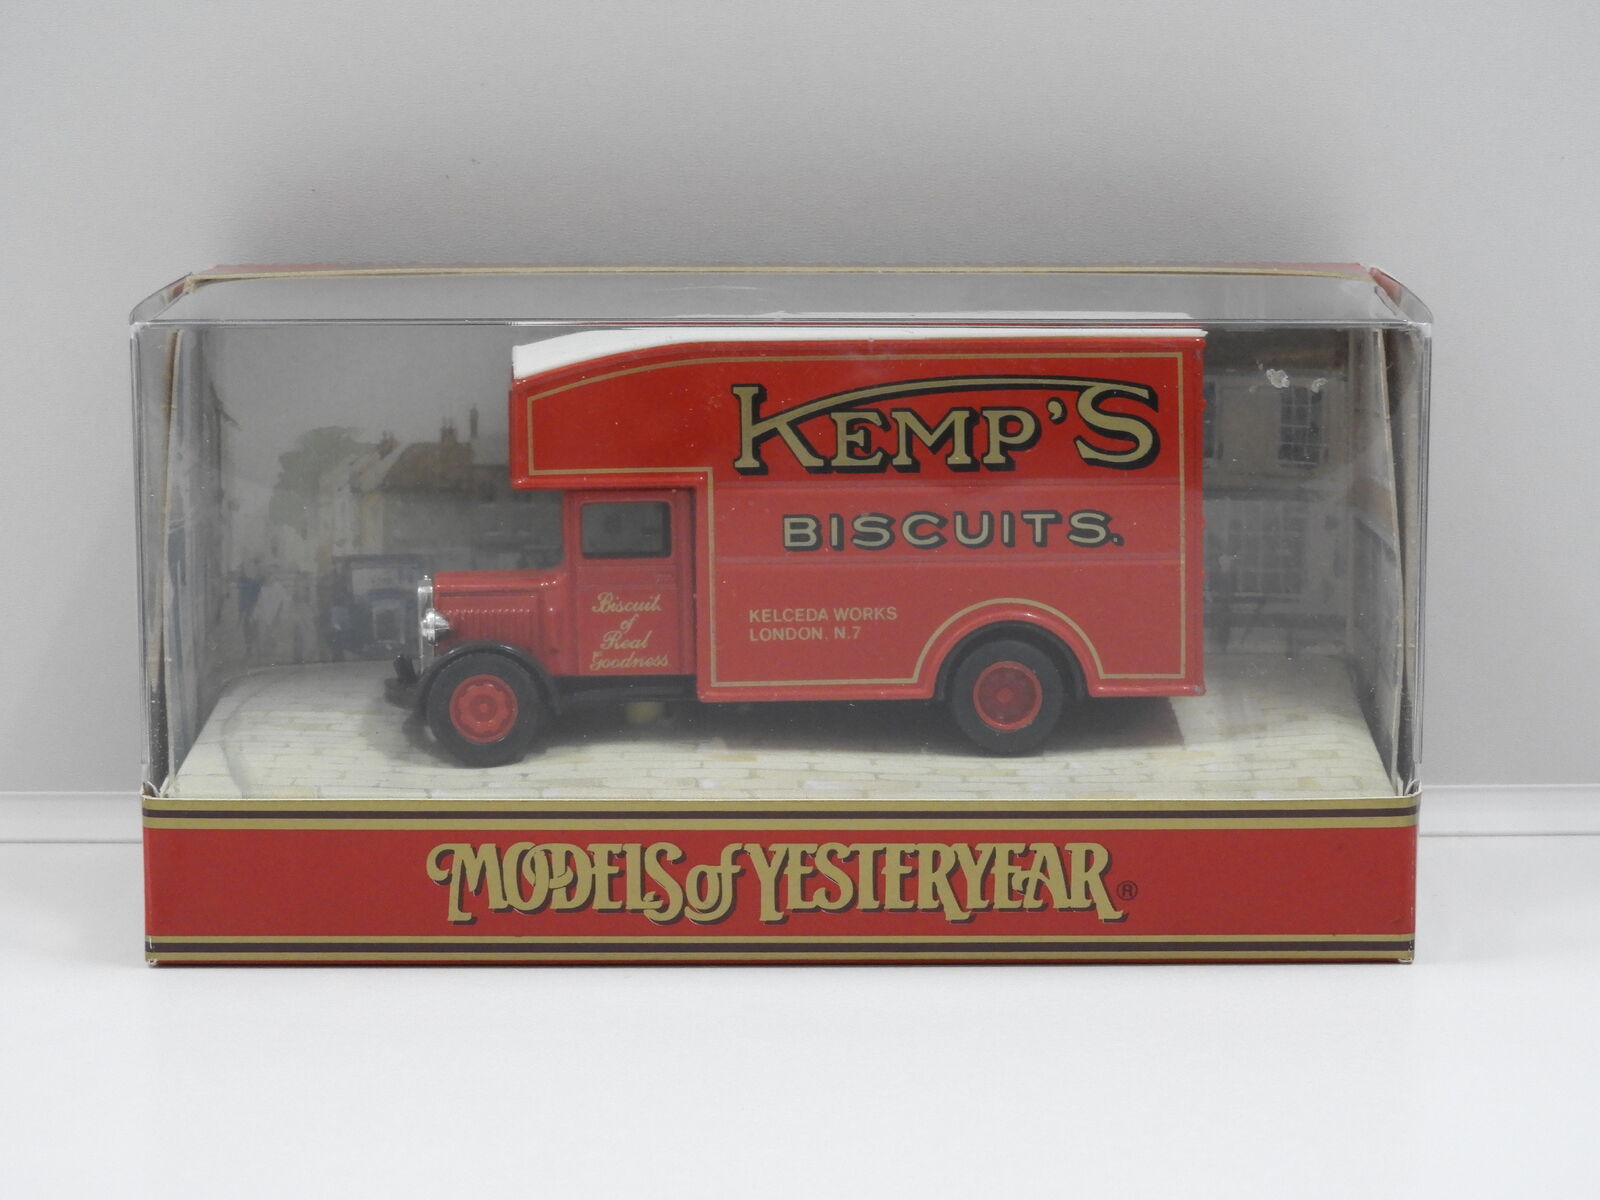 KEMP'S
BISCUITS.
Biscuit
of
Real
Goodness
KELCEDA WORKS
LONDON, N.7
MODELS of YESTERYEAR ®